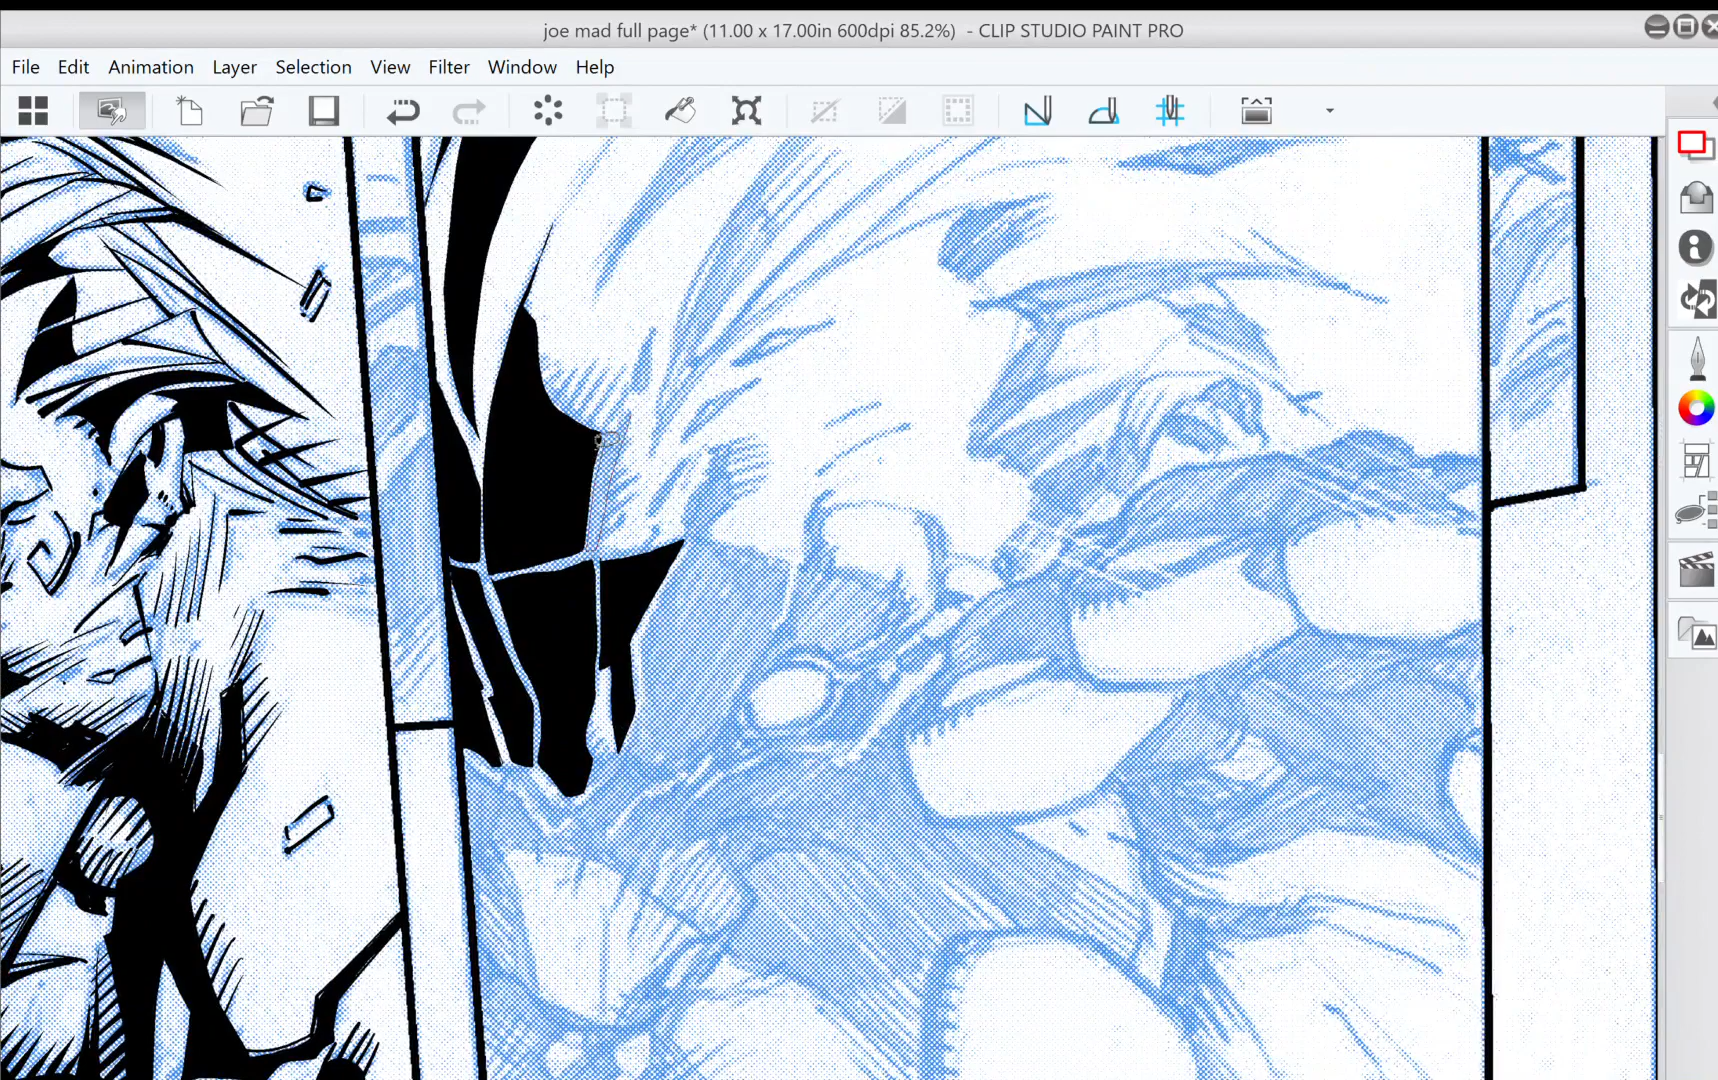 joe mad full page* (11.00 x 17.00in 600dpi 85.2%)  - CLIP STUDIO PAINT PRO
File Edit Animation Layer Selection View Filter Window Help